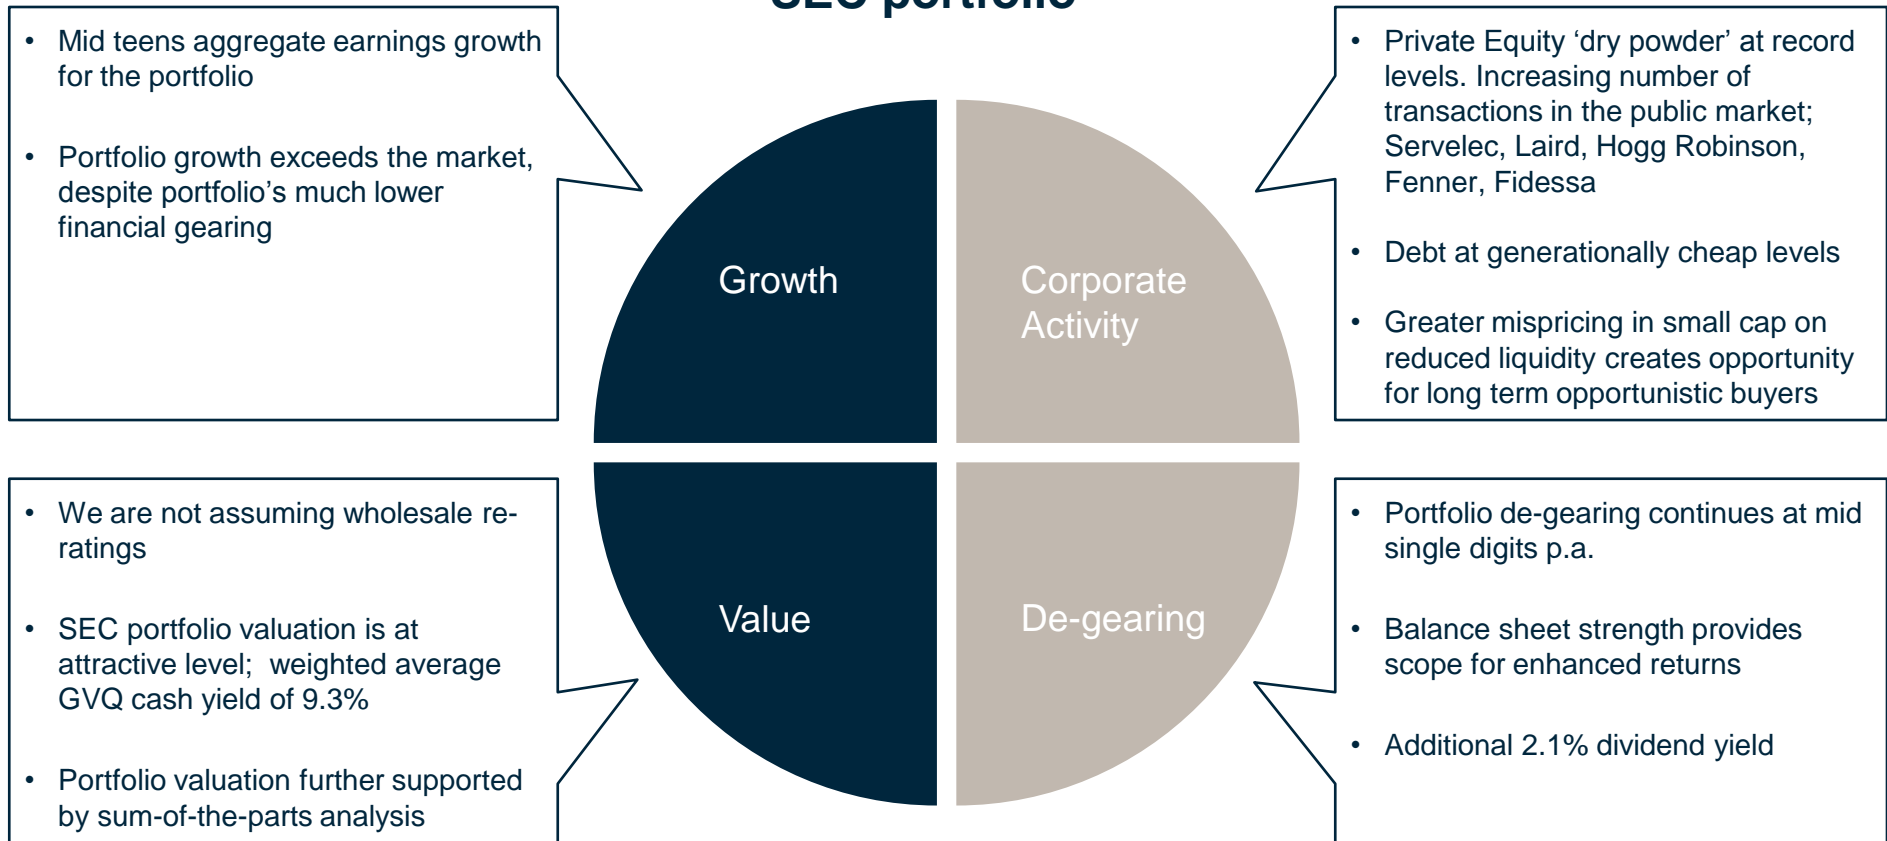 SEC portfolio
• Mid teens aggregate earnings growth
for the portfolio
• Portfolio growth exceeds the market,
despite portfolio’s much lower
financial gearing
• Private Equity ‘dry powder’ at record
levels. Increasing number of
transactions in the public market;
Servelec, Laird, Hogg Robinson,
Fenner, Fidessa
• Debt at generationally cheap levels
• Greater mispricing in small cap on
reduced liquidity creates opportunity
for long term opportunistic buyers
Growth
Corporate
Activity
Value
De-gearing
• We are not assuming wholesale re-
ratings
• SEC portfolio valuation is at
attractive level;  weighted average
GVQ cash yield of 9.3%
• Portfolio valuation further supported
by sum-of-the-parts analysis
• Portfolio de-gearing continues at mid
single digits p.a.
• Balance sheet strength provides
scope for enhanced returns
• Additional 2.1% dividend yield